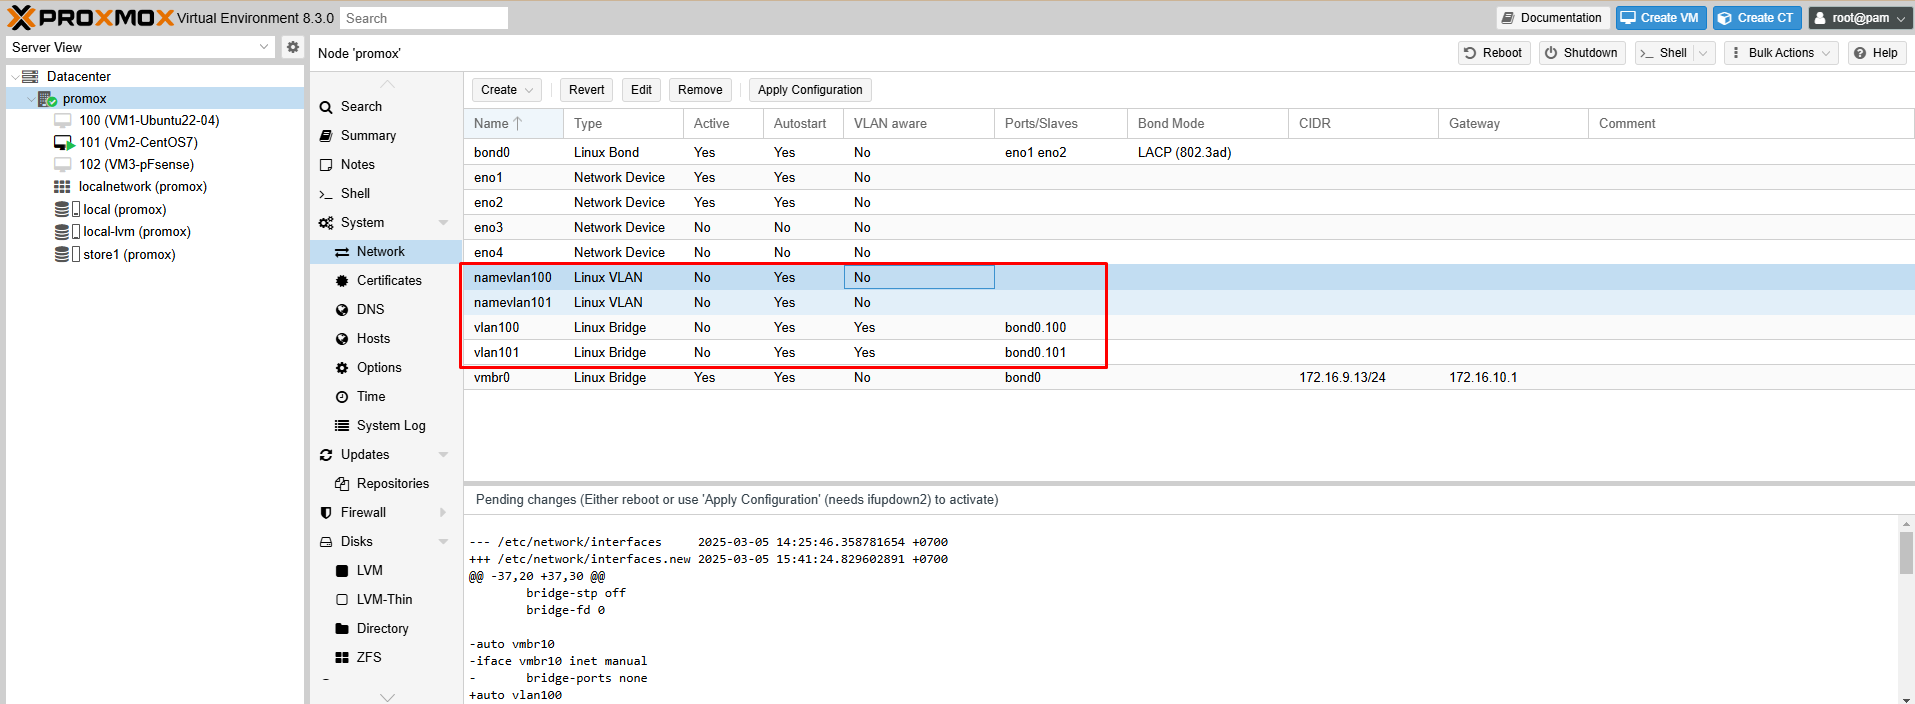 PROXMOX Virtual Environment 8.3.0 Search Documentation Create VM Create CT root@pam
Server View
Datacenter
promox
100 (VM1-Ubuntu22-04)
101 (Vm2-CentOS7)
102 (VM3-pFsense)
localnetwork (promox)
local (promox)
local-lvm (promox)
store1 (promox)
Node 'promox' Reboot Shutdown >_ Shell Bulk Actions Help
Search
Summary
Notes
>_ Shell
System
Network
Certificates
DNS
Hosts
Options
Time
System Log
Updates
Repositories
Firewall
Disks
LVM
LVM-Thin
Directory
ZFS
Create Revert Edit Remove Apply Configuration
Name Type Active Autostart VLAN aware Ports/Slaves Bond Mode CIDR Gateway Comment
bond0 Linux Bond Yes Yes No eno1 eno2 LACP (802.3ad)
eno1 Network Device Yes Yes No
eno2 Network Device Yes Yes No
eno3 Network Device No No No
eno4 Network Device No No No
namevlan100 Linux VLAN No Yes No
namevlan101 Linux VLAN No Yes No
vlan100 Linux Bridge No Yes Yes bond0.100
vlan101 Linux Bridge No Yes Yes bond0.101
vmbr0 Linux Bridge Yes Yes No bond0 172.16.9.13/24 172.16.10.1
Pending changes (Either reboot or use 'Apply Configuration' (needs ifupdown2) to activate)
--- /etc/network/interfaces 2025-03-05 14:25:46.358781654 +0700
+++ /etc/network/interfaces.new 2025-03-05 15:41:24.829602891 +0700
@@ -37,20 +37,30 @@
bridge-stp off
bridge-fd 0
-auto vmbr10
-iface vmbr10 inet manual
- bridge-ports none
+auto vlan100